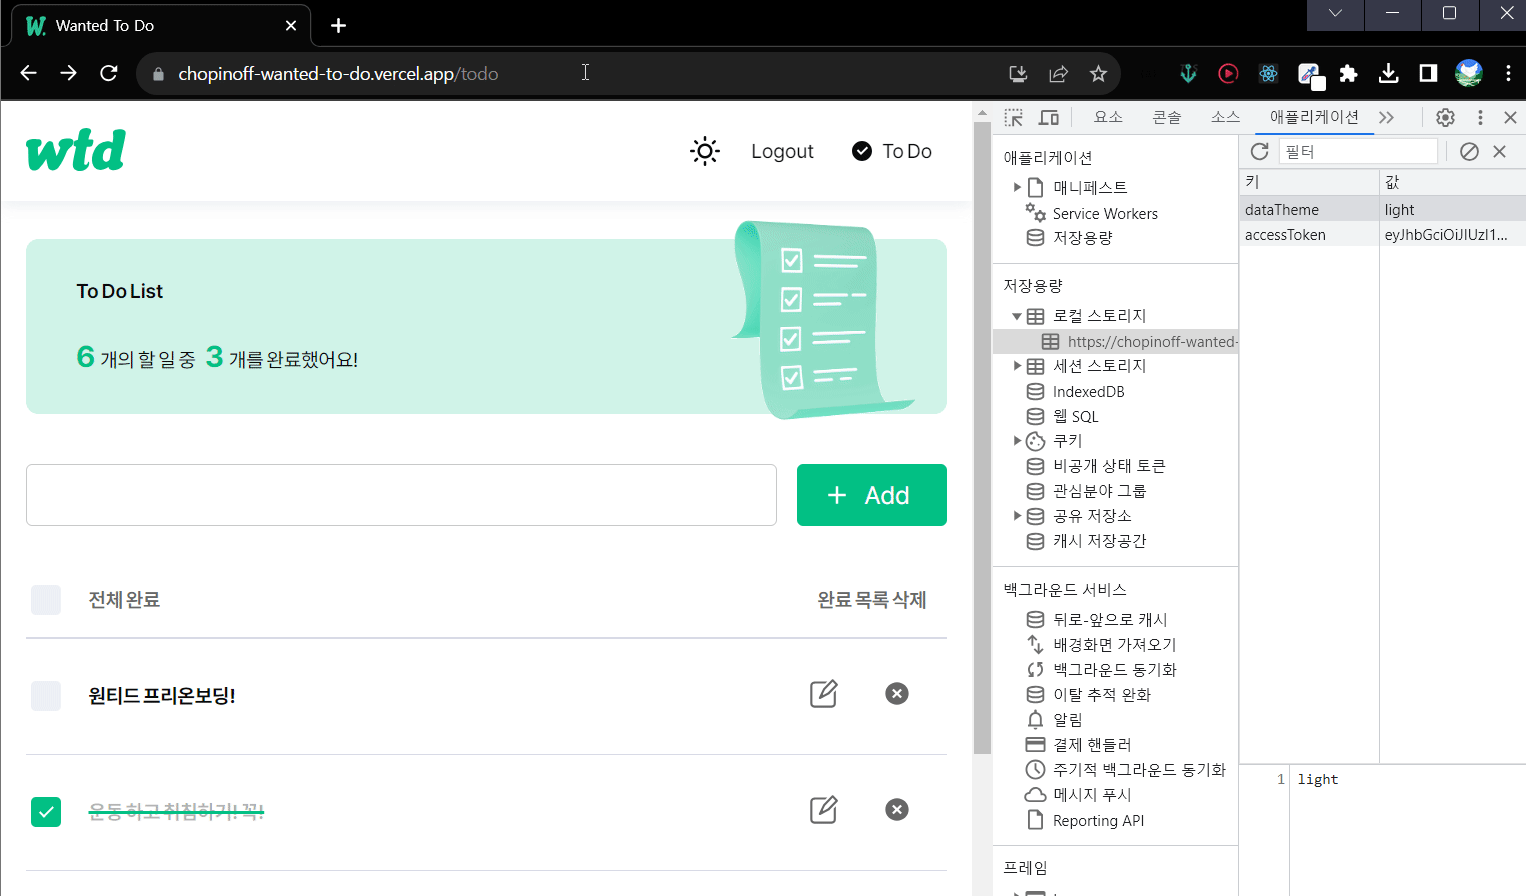 W. Wanted To Do
chopinoff-wanted-to-do.vercel.app/todo
wtd
Logout
To Do
To Do List
6 개의 할 일 중 3 개를 완료했어요!
Add
전체 완료
완료 목록 삭제
원티드 프리온보딩!
운동 하고 취침하기! 꼭!
요소 콘솔 소스 애플리케이션
애플리케이션
매니페스트
Service Workers
저장용량
저장용량
로컬 스토리지
https://chopinoff-wanted-
세션 스토리지
IndexedDB
웹 SQL
쿠키
비공개 상태 토큰
관심분야 그룹
공유 저장소
캐시 저장공간
백그라운드 서비스
뒤로-앞으로 캐시
배경화면 가져오기
백그라운드 동기화
이탈 추적 완화
알림
결제 핸들러
주기적 백그라운드 동기화
메시지 푸시
Reporting API
프레임
필터
키 값
dataTheme light
accessToken eyJhbGciOiJIUzI1...
1 light